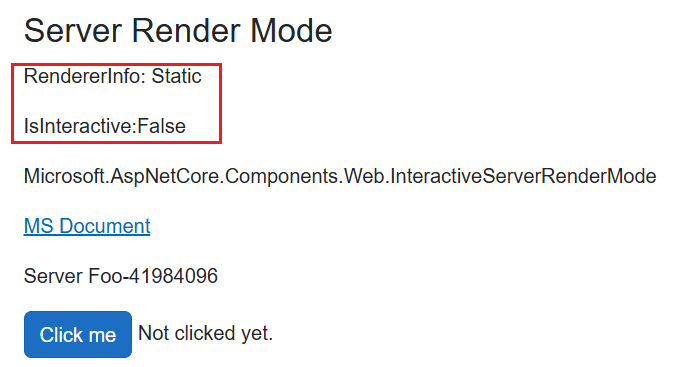 Server Render Mode
RendererInfo: Static
IsInteractive:False
Microsoft.AspNetCore.Components.Web.InteractiveServerRenderMode
MS Document
Server Foo-41984096
Click me Not clicked yet.